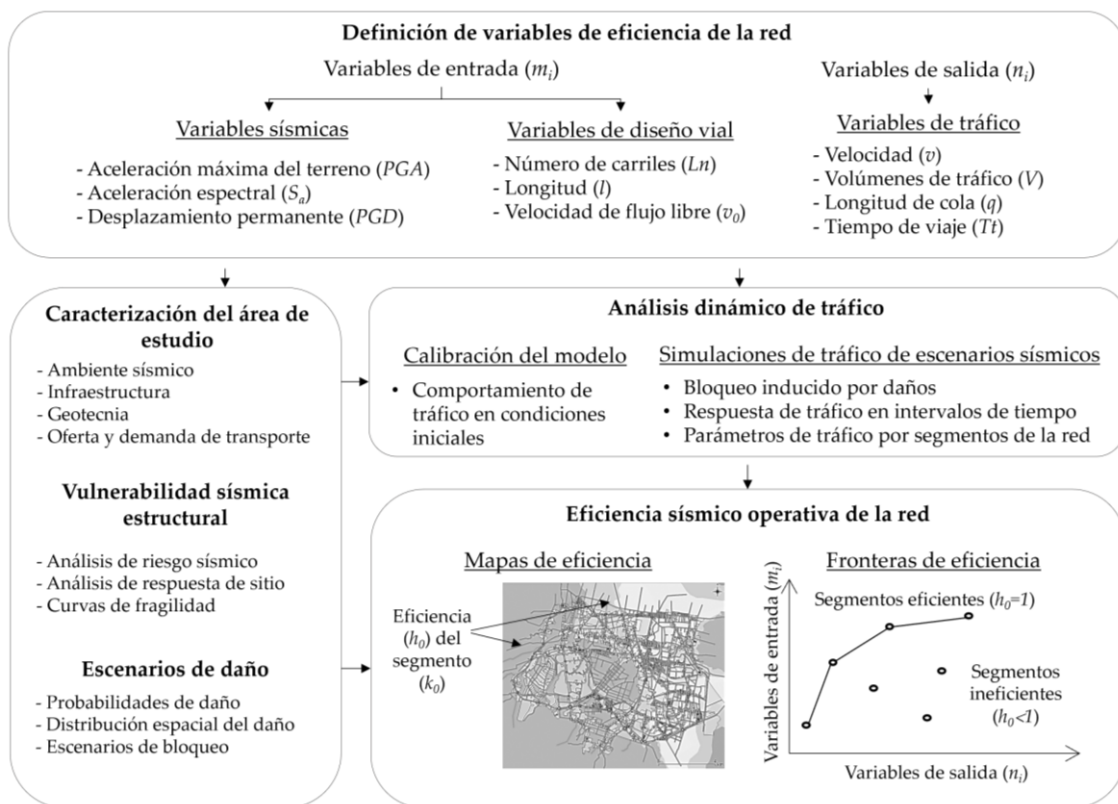 Definición de variables de eficiencia de la red
Variables de entrada (mi)
Variables de salida (ni)
Variables sísmicas
- Aceleración máxima del terreno (PGA)
- Aceleración espectral (Sa)
- Desplazamiento permanente (PGD)
Variables de diseño vial
- Número de carriles (Ln)
- Longitud (l)
- Velocidad de flujo libre (v0)
Variables de tráfico
- Velocidad (v)
- Volúmenes de tráfico (V)
- Longitud de cola (q)
- Tiempo de viaje (Tt)
Caracterización del área de
estudio
- Ambiente sísmico
- Infraestructura
- Geotecnia
- Oferta y demanda de transporte
Vulnerabilidad sísmica
estructural
- Análisis de riesgo sísmico
- Análisis de respuesta de sitio
- Curvas de fragilidad
Escenarios de daño
- Probabilidades de daño
- Distribución espacial del daño
- Escenarios de bloqueo
Análisis dinámico de tráfico
Calibración del modelo
• Comportamiento de
tráfico en condiciones
iniciales
Simulaciones de tráfico de escenarios sísmicos
• Bloqueo inducido por daños
• Respuesta de tráfico en intervalos de tiempo
• Parámetros de tráfico por segmentos de la red
Eficiencia sísmico operativa de la red
Mapas de eficiencia
Eficiencia
(h0) del
segmento
(k0)
Fronteras de eficiencia
Segmentos eficientes (h0=1)
Segmentos
ineficientes
(h0<1)
Variables de entrada (mi)
Variables de salida (ni)